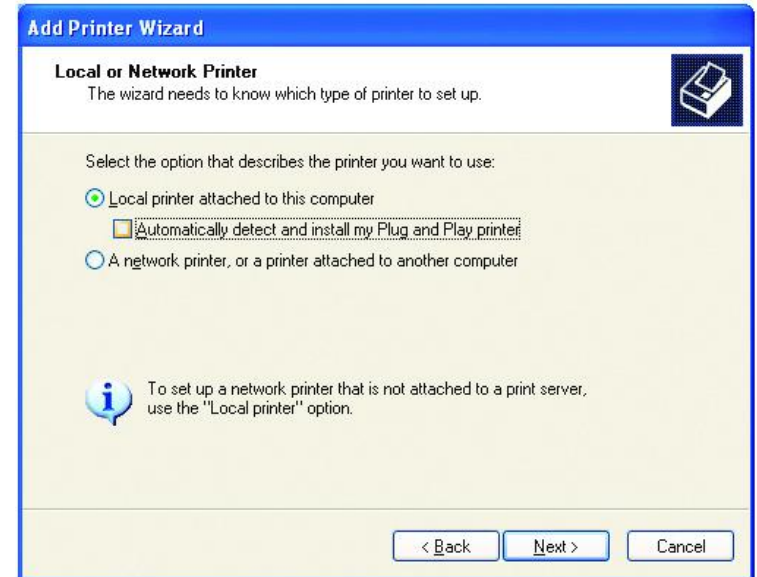 Add Printer Wizard
Local or Network Printer
The wizard needs to know which type of printer to set up.
Select the option that describes the printer you want to use:
Local printer attached to this computer
Automatically detect and install my Plug and Play printer
A network printer, or a printer attached to another computer
To set up a network printer that is not attached to a print server,
use the "Local printer" option.
< Back Next > Cancel